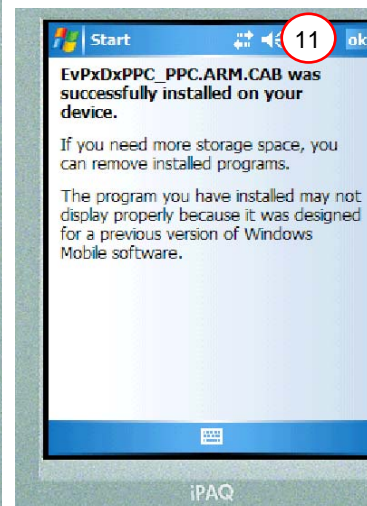 Start 11 ok
EvPxDxPPC_PPC.ARM.CAB was
successfully installed on your
device.
If you need more storage space, you
can remove installed programs.
The program you have installed may not
display properly because it was designed
for a previous version of Windows
Mobile software.
iPAQ